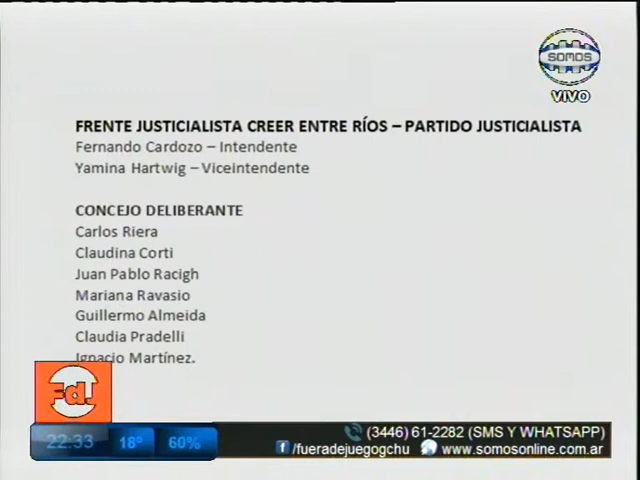 SOMOS
VIVO
FRENTE JUSTICIALISTA CREER ENTRE RÍOS – PARTIDO JUSTICIALISTA
Fernando Cardozo – Intendente
Yamina Hartwig – Viceintendente
CONCEJO DELIBERANTE
Carlos Riera
Claudina Corti
Juan Pablo Racigh
Mariana Ravasio
Guillermo Almeida
Claudia Pradelli
Ignacio Martínez.
FdJ
22:33 18º 60%
(3446) 61-2282 (SMS Y WHATSAPP)
f /fueradejuegogchu www.somosonline.com.ar